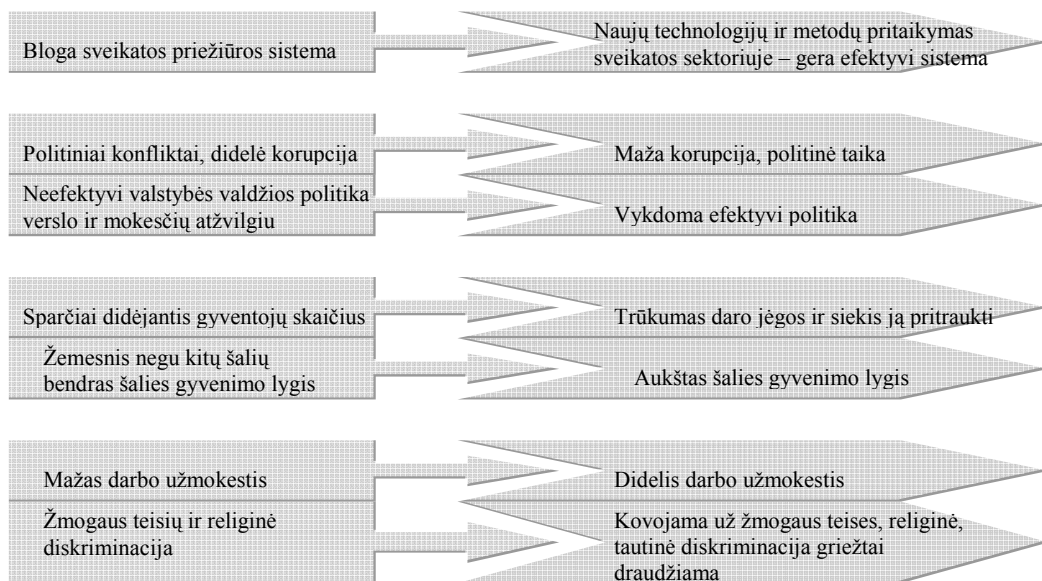 Bloga sveikatos priežiūros sistema
Naujų technologijų ir metodų pritaikymas
sveikatos sektoriuje – gera efektyvi sistema
Politiniai konfliktai, didelė korupcija
Maža korupcija, politinė taika
Neefektyvi valstybės valdžios politika
verslo ir mokesčių atžvilgiu
Vykdoma efektyvi politika
Sparčiai didėjantis gyventojų skaičius
Trūkumas daro jėgos ir siekis ją pritraukti
Žemesnis negu kitų šalių
bendras šalies gyvenimo lygis
Aukštas šalies gyvenimo lygis
Mažas darbo užmokestis
Didelis darbo užmokestis
Žmogaus teisių ir religinė
diskriminacija
Kovojama už žmogaus teises, religinė,
tautinė diskriminacija griežtai
draudžiama